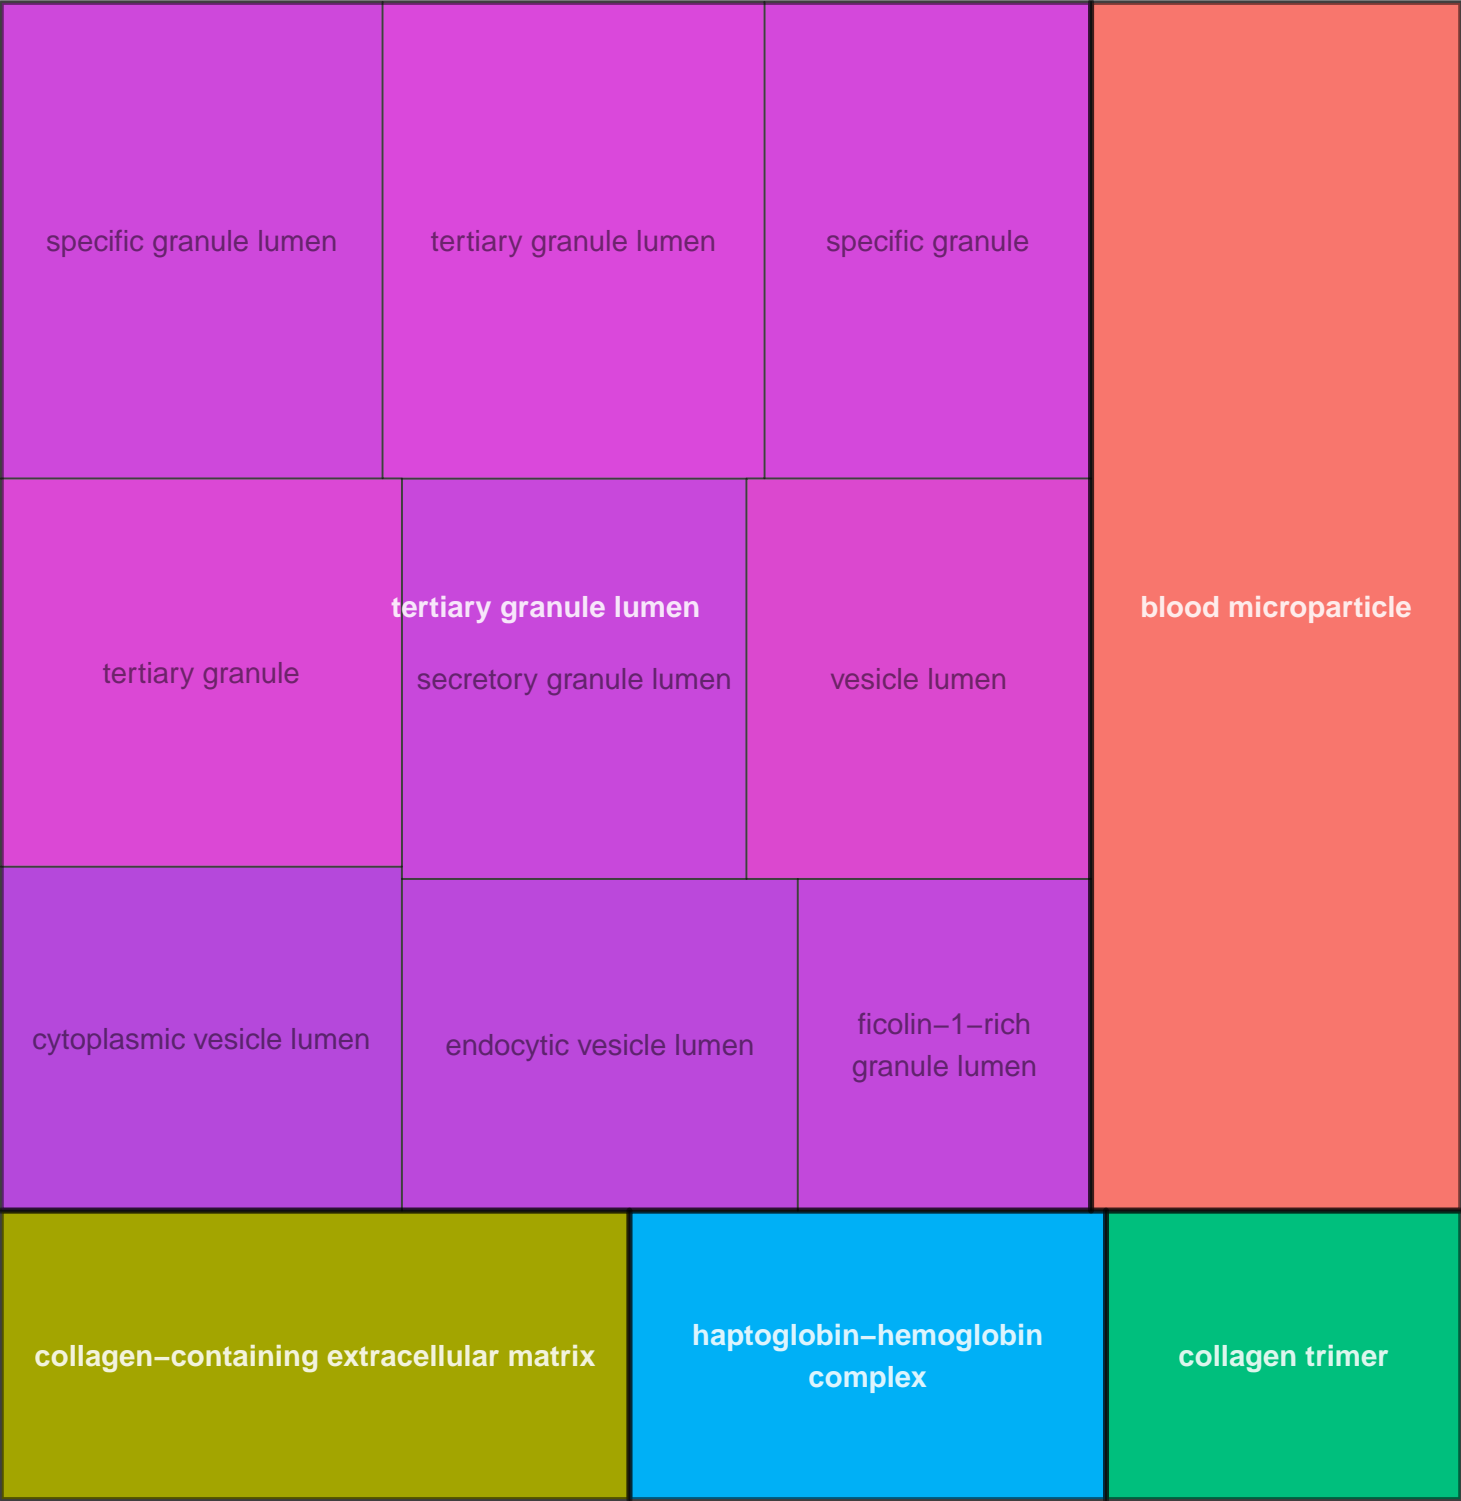 specific granule lumen
tertiary granule lumen
specific granule
tertiary granule lumen
blood microparticle
tertiary granule
secretory granule lumen
vesicle lumen
cytoplasmic vesicle lumen
endocytic vesicle lumen
ficolin−1−rich
granule lumen
collagen−containing extracellular matrix
haptoglobin−hemoglobin
complex
collagen trimer